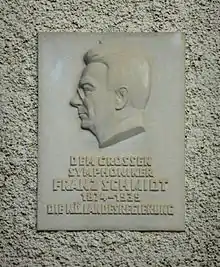 DEM GROSSEN
SYMPHONIKER
FRANZ SCHMIDT
1874–1939
DIE NÖ LANDESREGIERUNG